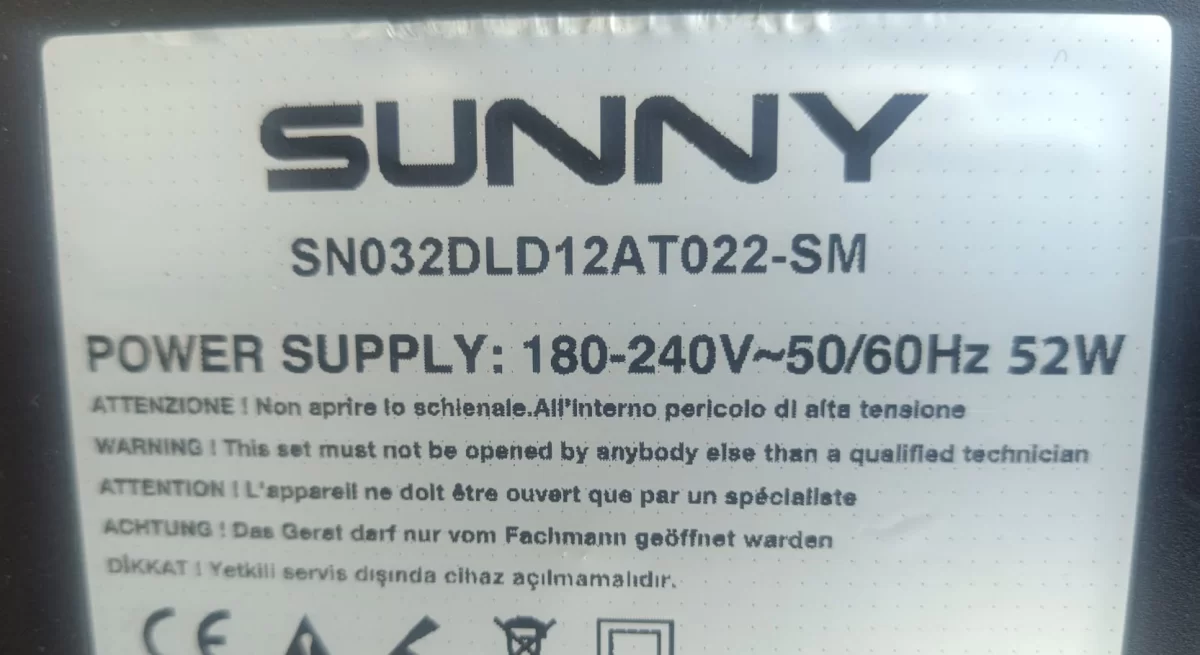 SUNNY
SN032DLD12AT022-SM
POWER SUPPLY: 180-240V~50/60Hz 52W
ATTENZIONE ! Non aprire lo schienale.All'interno pericolo di alta tensione
WARNING ! This set must not be opened by anybody else than a qualified technician
ATTENTION ! L'appareil ne doit être ouvert que par un spécialiste
ACHTUNG ! Das Gerat darf nur vom Fachmann geöffnet warden
DİKKAT ! Yetkili servis dışında cihaz açılmamalıdır.
CE